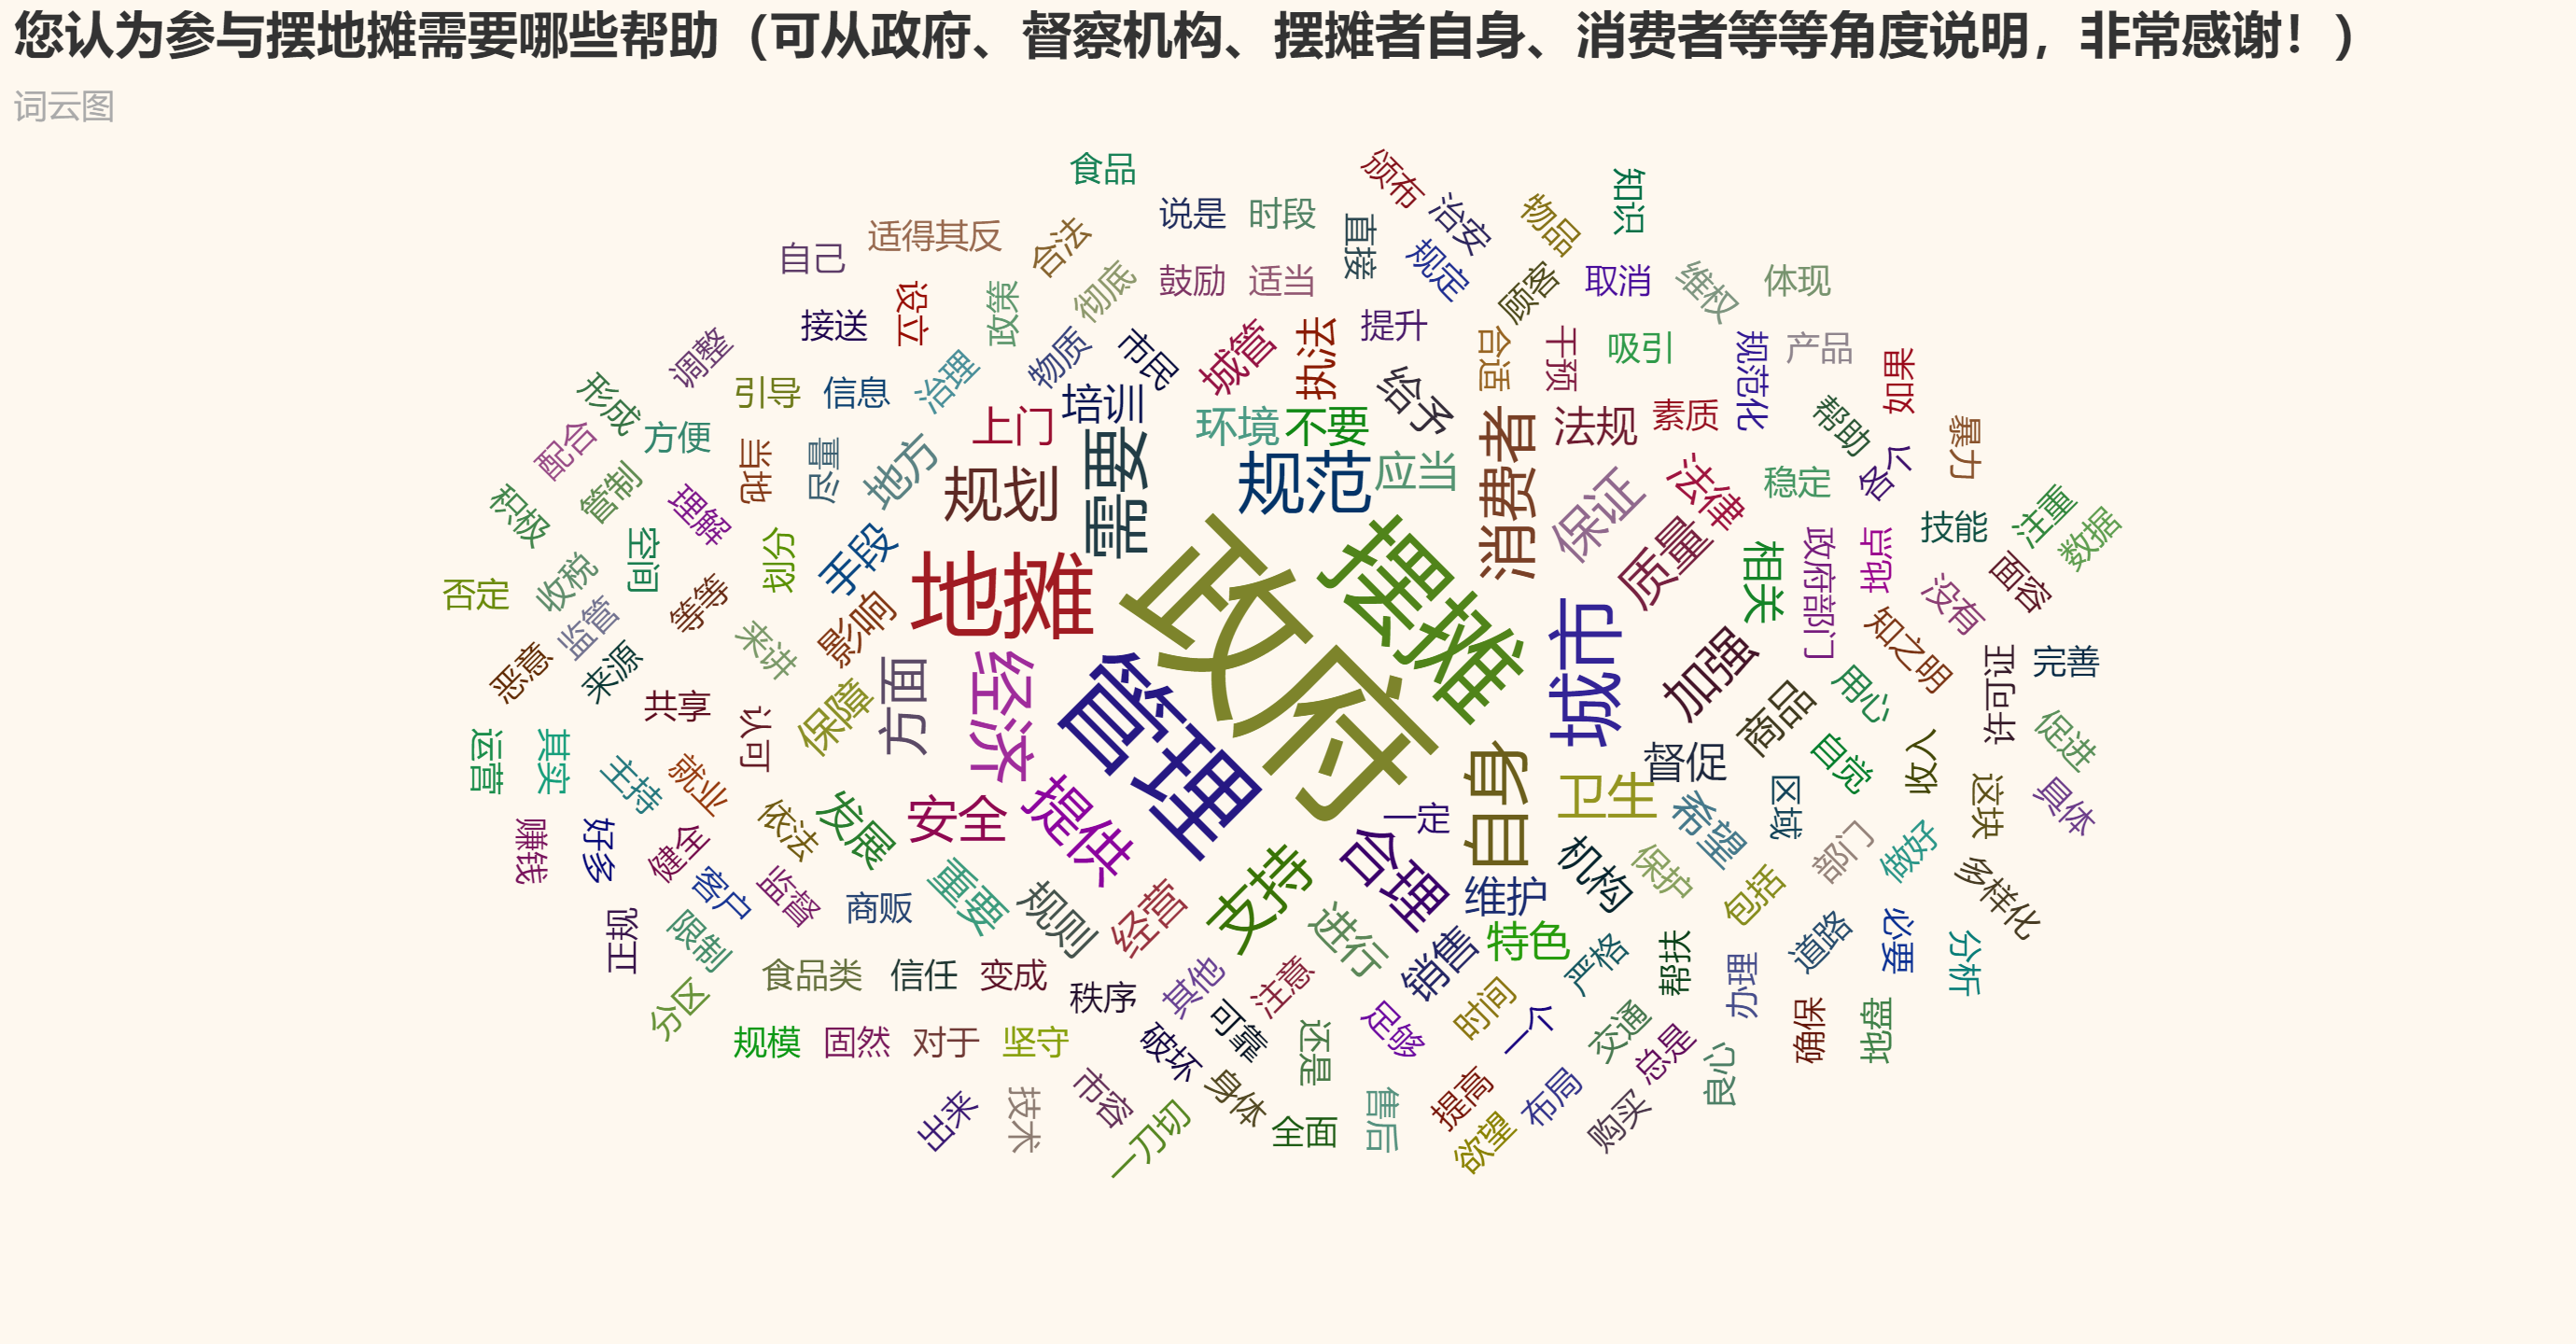 您认为参与摆地摊需要哪些帮助（可从政府、督察机构、摆摊者自身、消费者等等角度说明，非常感谢！）
词云图
食品
颁布
知识
说是
时段
治安
物品
适得其反
合法
直接
自己
规定
彻底
鼓励
适当
顾客
取消
维权
体现
设立
政策
接送
提升
市民
物质
城管
执法
合适
干预
吸引
规范化
产品
调整
治理
如果
引导
信息
培训
给予
形成
上门
环境
不要
法规
素质
帮助
方便
配合
暴力
当地
尽量
地方
规划
需要
规范
应当
消费者
保证
法律
稳定
各个
管制
积极
理解
技能
注重
数据
空间
划分
手段
质量
相关
政府部门
地点
否定
收税
等等
地摊
政府
摆摊
没有
面容
监管
影响
来讲
城市
知之明
恶意
来源
方面
经济
管理
加强
用心
许可证
完善
共享
认可
保障
商品
促进
运营
其实
主持
就业
自身
督促
自觉
收入
依法
发展
安全
提供
一定
卫生
希望
区域
这块
具体
赚钱
好多
健全
合理
部门
做好
客户
监督
商贩
重要
规则
经营
支持
维护
机构
保护
包括
多样化
正规
限制
进行
特色
道路
必要
分析
食品类
信任
变成
销售
严格
帮扶
办理
秩序
其他
注意
分区
时间
规模
固然
对于
坚守
可靠
足够
一个
交通
确保
地盘
破坏
还是
总是
良心
市容
身体
提高
布局
出来
技术
一刀切
全面
售后
购买
欲望